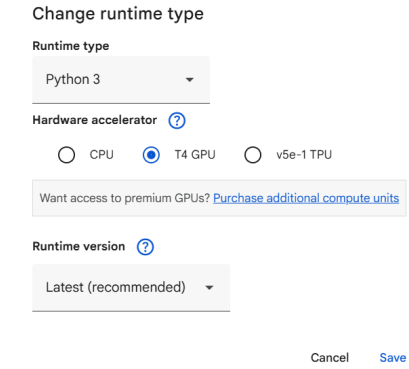 Change runtime type
Runtime type
Python 3
Hardware accelerator ?
CPU T4 GPU v5e-1 TPU
Want access to premium GPUs? Purchase additional compute units
Runtime version ?
Latest (recommended)
Cancel Save